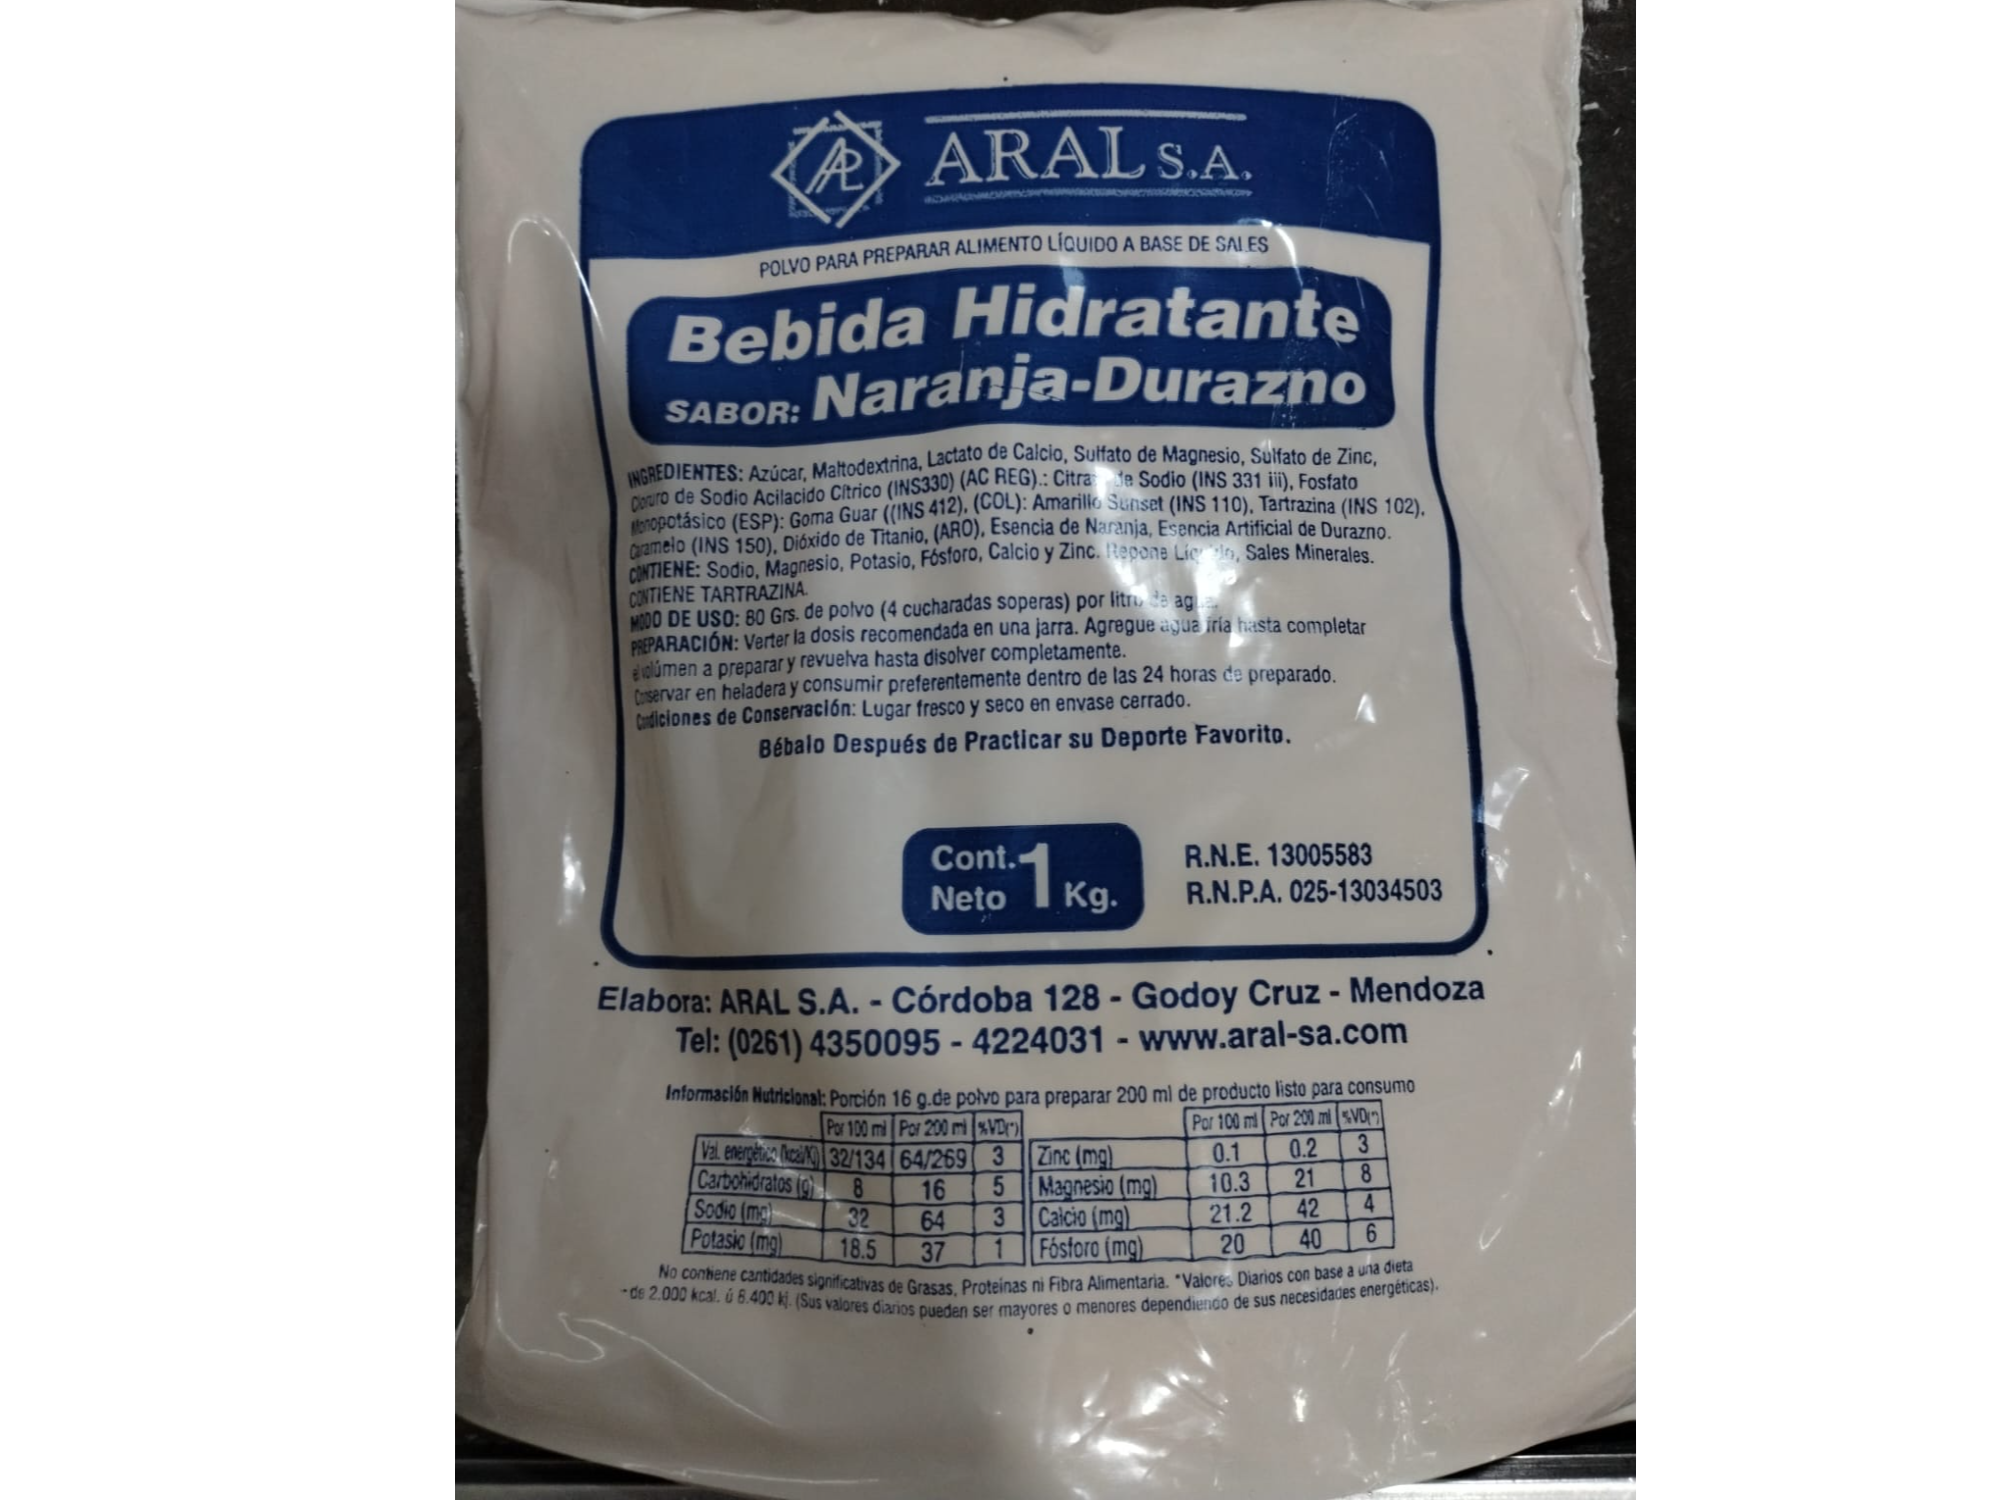 ARAL S.A.
POLVO PARA PREPARAR ALIMENTO LÍQUIDO A BASE DE SALES
Bebida Hidratante
SABOR: Naranja-Durazno
INGREDIENTES: Azúcar, Maltodextrina, Lactato de Calcio, Sulfato de Magnesio, Sulfato de Zinc,
Cloruro de Sodio Acilacido Cítrico (INS330) (AC REG).: Citrato de Sodio (INS 331 iii), Fosfato
Monopotásico (ESP): Goma Guar ((INS 412), (COL): Amarillo Sunset (INS 110), Tartrazina (INS 102),
Caramelo (INS 150), Dióxido de Titanio, (ARO), Esencia de Naranja, Esencia Artificial de Durazno.
CONTIENE: Sodio, Magnesio, Potasio, Fósforo, Calcio y Zinc. Repone Líquido, Sales Minerales.
CONTIENE TARTRAZINA.
MODO DE USO: 80 Grs. de polvo (4 cucharadas soperas) por litro de agua.
PREPARACIÓN: Verter la dosis recomendada en una jarra. Agregue agua fría hasta completar
el volúmen a preparar y revuelva hasta disolver completamente.
Conservar en heladera y consumir preferentemente dentro de las 24 horas de preparado.
Condiciones de Conservación: Lugar fresco y seco en envase cerrado.
Bébalo Después de Practicar su Deporte Favorito.
Cont. Neto 1 Kg.
R.N.E. 13005583
R.N.P.A. 025-13034503
Elabora: ARAL S.A. - Córdoba 128 - Godoy Cruz - Mendoza
Tel: (0261) 4350095 - 4224031 - www.aral-sa.com
Información Nutricional: Porción 16 g.de polvo para preparar 200 ml de producto listo para consumo
Por 100 ml Por 200 ml %VD(*)
Val. energético (kcal/Kj) 32/134 64/269 3
Carbohidratos (g) 8 16 5
Sodio (mg) 32 64 3
Potasio (mg) 18.5 37 1
Por 100 ml Por 200 ml %VD(*)
Zinc (mg) 0.1 0.2 3
Magnesio (mg) 10.3 21 8
Calcio (mg) 21.2 42 4
Fósforo (mg) 20 40 6
No contiene cantidades significativas de Grasas, Proteinas ni Fibra Alimentaria. *Valores Diarios con base a una dieta
de 2.000 kcal. ú 8.400 kj. (Sus valores diarios pueden ser mayores o menores dependiendo de sus necesidades energéticas).